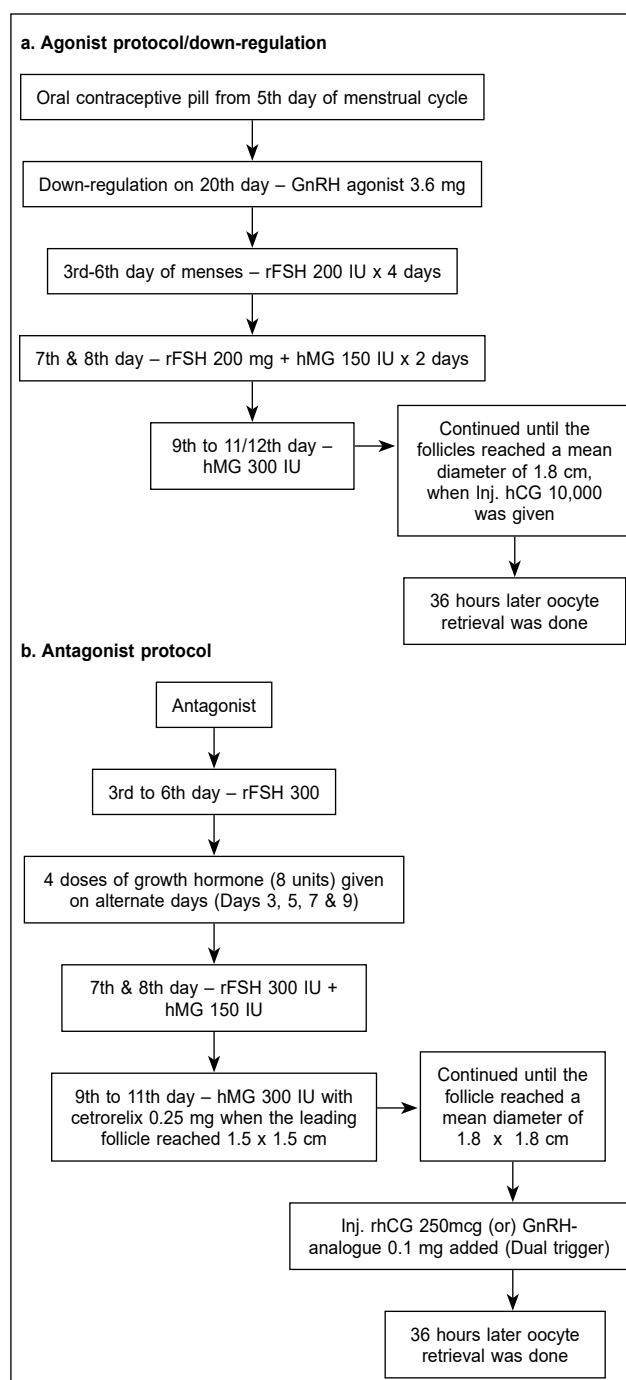 a. Agonist protocol/down-regulation
Oral contraceptive pill from 5th day of menstrual cycle
Down-regulation on 20th day – GnRH agonist 3.6 mg
3rd-6th day of menses – rFSH 200 IU x 4 days
7th & 8th day – rFSH 200 mg + hMG 150 IU x 2 days
9th to 11/12th day –
hMG 300 IU
Continued until the
follicles reached a mean
diameter of 1.8 cm,
when Inj. hCG 10,000
was given
36 hours later oocyte
retrieval was done
b. Antagonist protocol
Antagonist
3rd to 6th day – rFSH 300
4 doses of growth hormone (8 units) given
on alternate days (Days 3, 5, 7 & 9)
7th & 8th day – rFSH 300 IU +
hMG 150 IU
9th to 11th day – hMG 300 IU with
cetrorelix 0.25 mg when the leading
follicle reached 1.5 x 1.5 cm
Continued until the
follicle reached a
mean diameter of
1.8 x 1.8 cm
Inj. rhCG 250mcg (or) GnRH-
analogue 0.1 mg added (Dual trigger)
36 hours later oocyte
retrieval was done